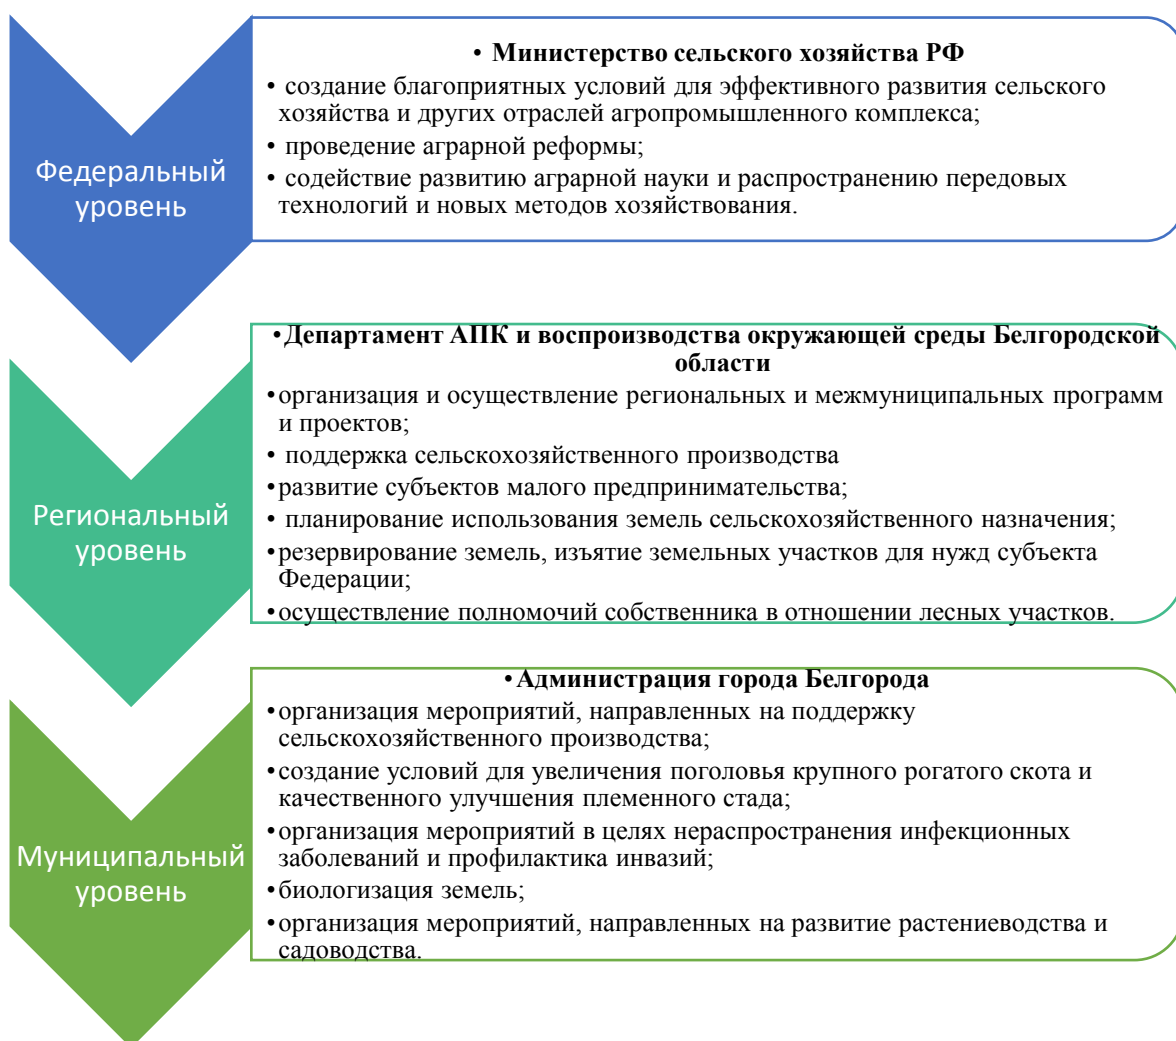 Федеральный
уровень
• Министерство сельского хозяйства РФ
• создание благоприятных условий для эффективного развития сельского
хозяйства и других отраслей агропромышленного комплекса;
• проведение аграрной реформы;
• содействие развитию аграрной науки и распространению передовых
технологий и новых методов хозяйствования.
Региональный
уровень
•Департамент АПК и воспроизводства окружающей среды Белгородской
области
•организация и осуществление региональных и межмуниципальных программ
и проектов;
• поддержка сельскохозяйственного производства
•развитие субъектов малого предпринимательства;
• планирование использования земель сельскохозяйственного назначения;
•резервирование земель, изъятие земельных участков для нужд субъекта
Федерации;
•осуществление полномочий собственника в отношении лесных участков.
Муниципальный
уровень
•Администрация города Белгорода
•организация мероприятий, направленных на поддержку
сельскохозяйственного производства;
•создание условий для увеличения поголовья крупного рогатого скота и
качественного улучшения племенного стада;
•организация мероприятий в целях нераспространения инфекционных
заболеваний и профилактика инвазий;
•биологизация земель;
•организация мероприятий, направленных на развитие растениеводства и
садоводства.